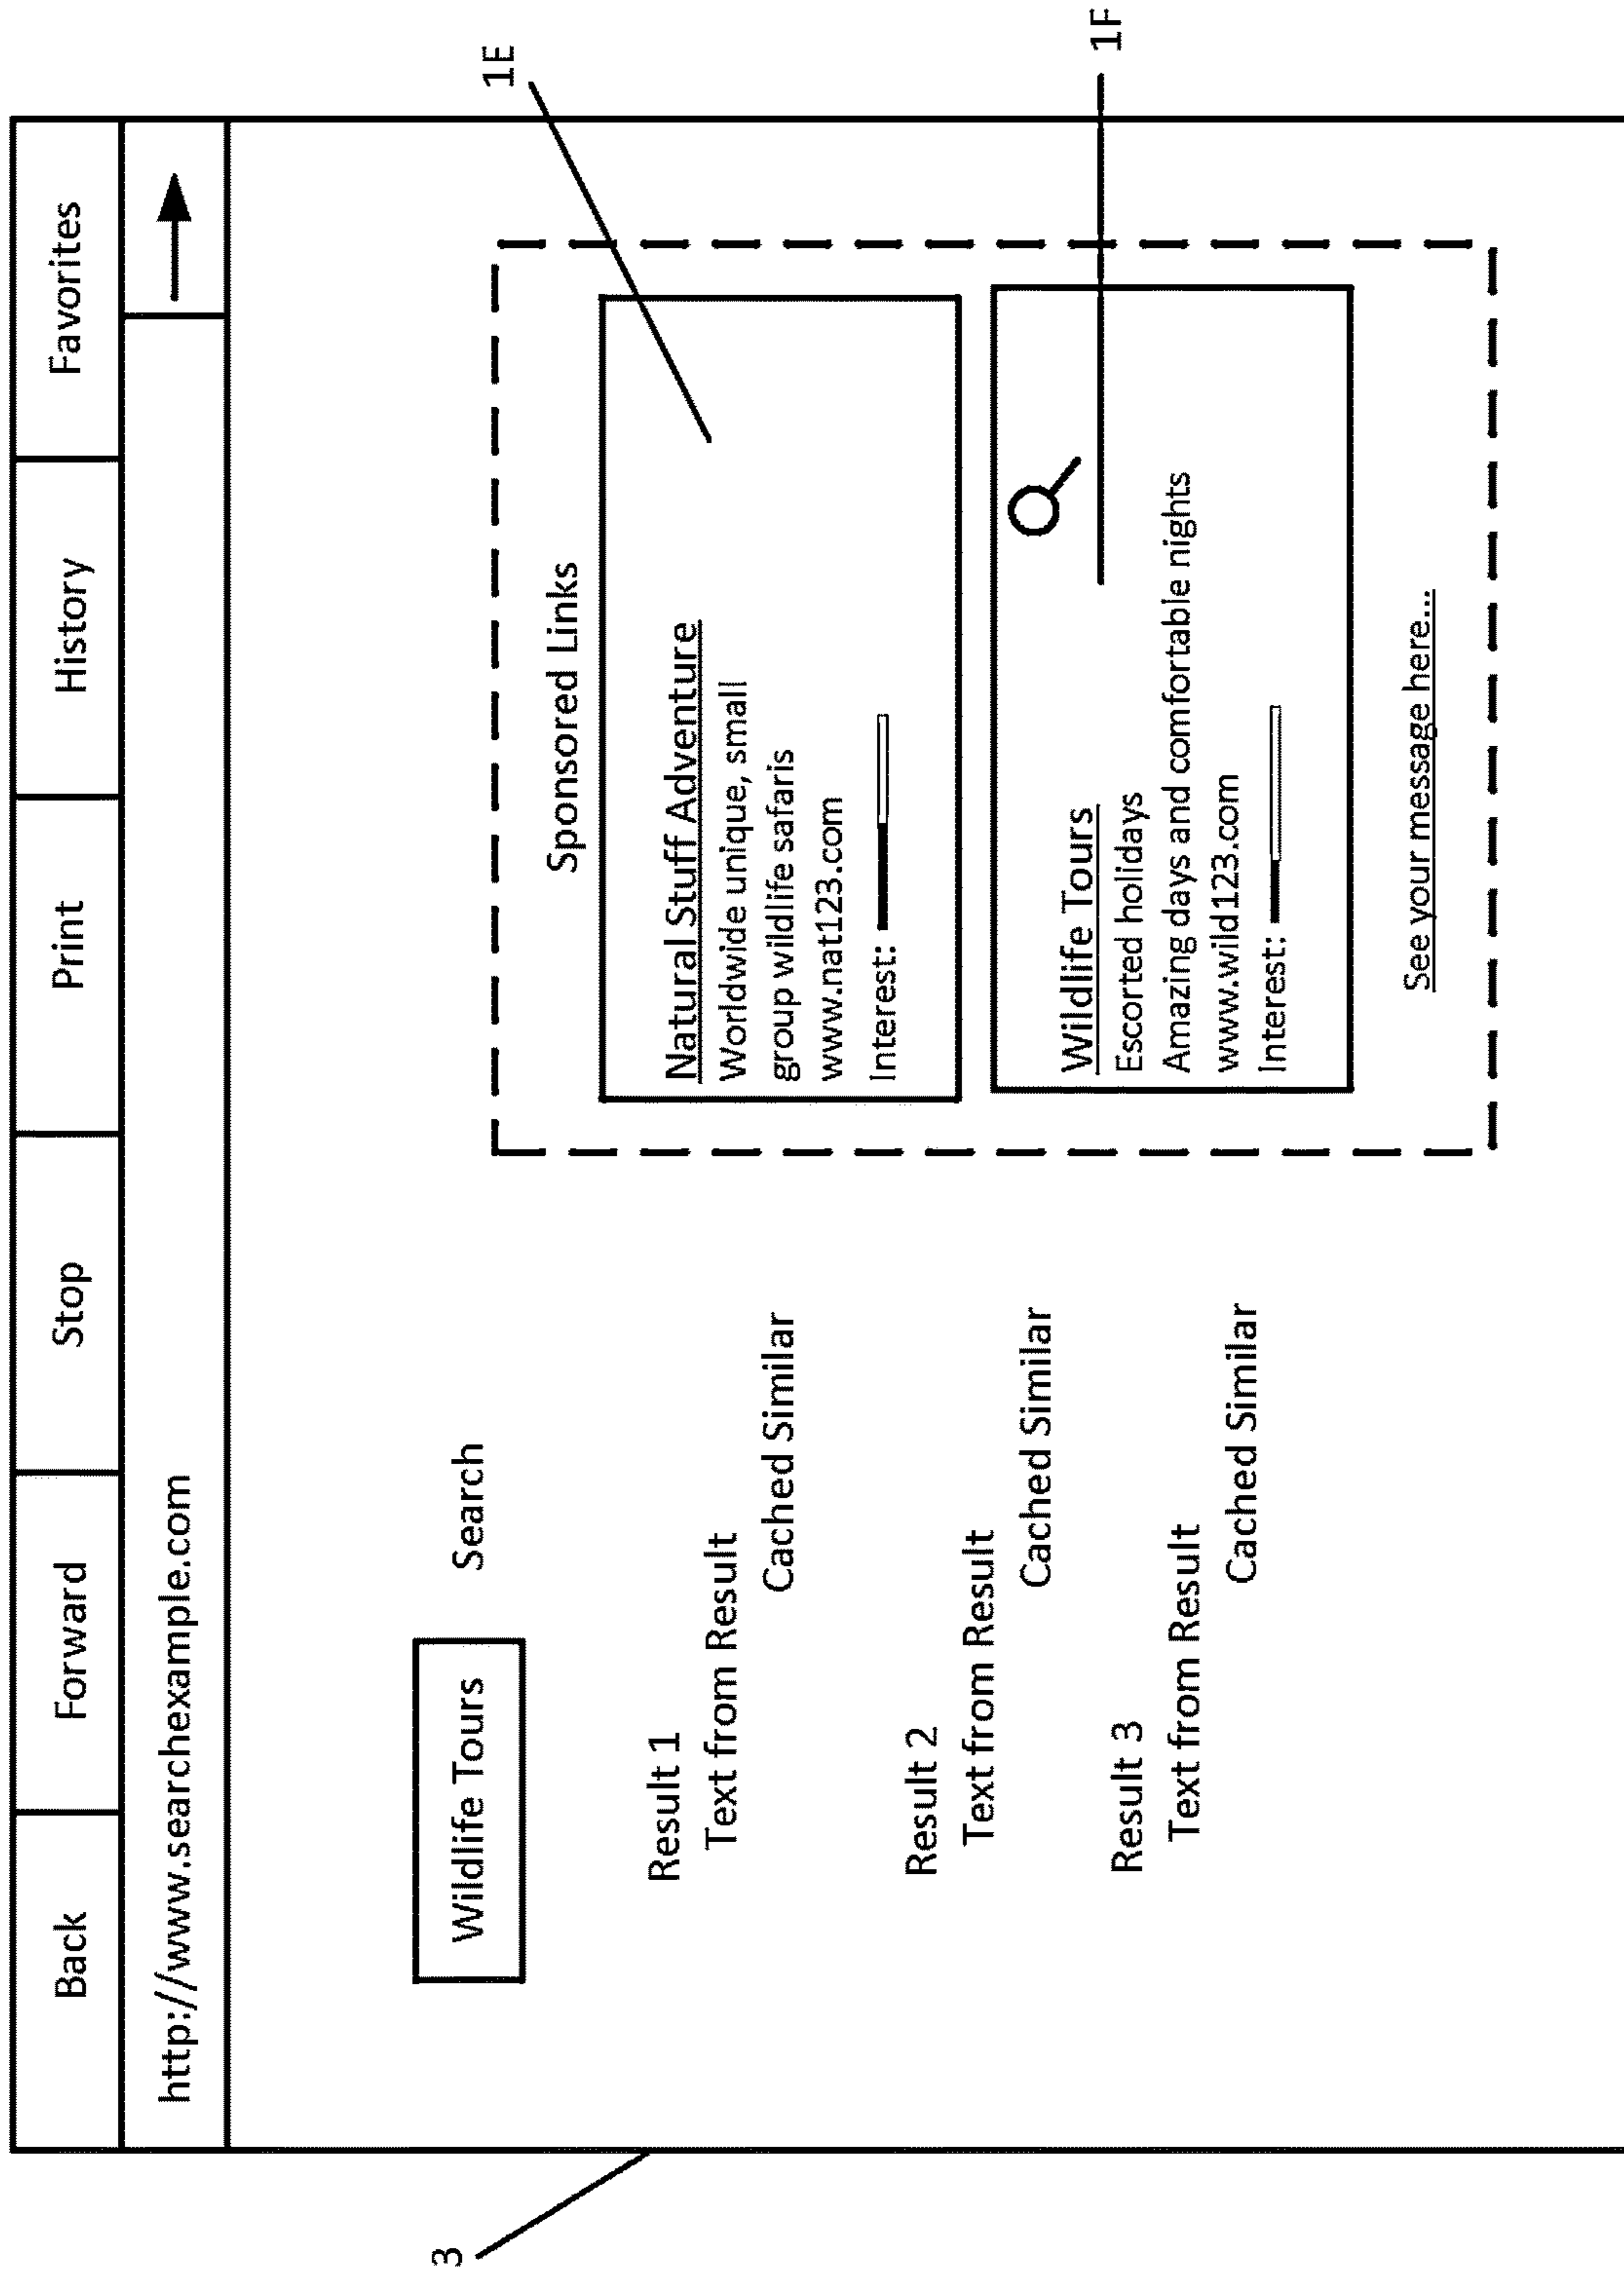 Back Forward Stop Print History Favorites
http://www.searchexample.com
1E
3
Wildlife Tours Search
Sponsored Links
Result 1
Text from Result
Cached Similar
Natural Stuff Adventure
Worldwide unique, small
group wildlife safaris
www.nat123.com
Interest:
Result 2
Text from Result
Cached Similar
Result 3
Text from Result
Cached Similar
1F
Wildlife Tours
Escorted holidays
Amazing days and comfortable nights
www.wild123.com
Interest:
See your message here...